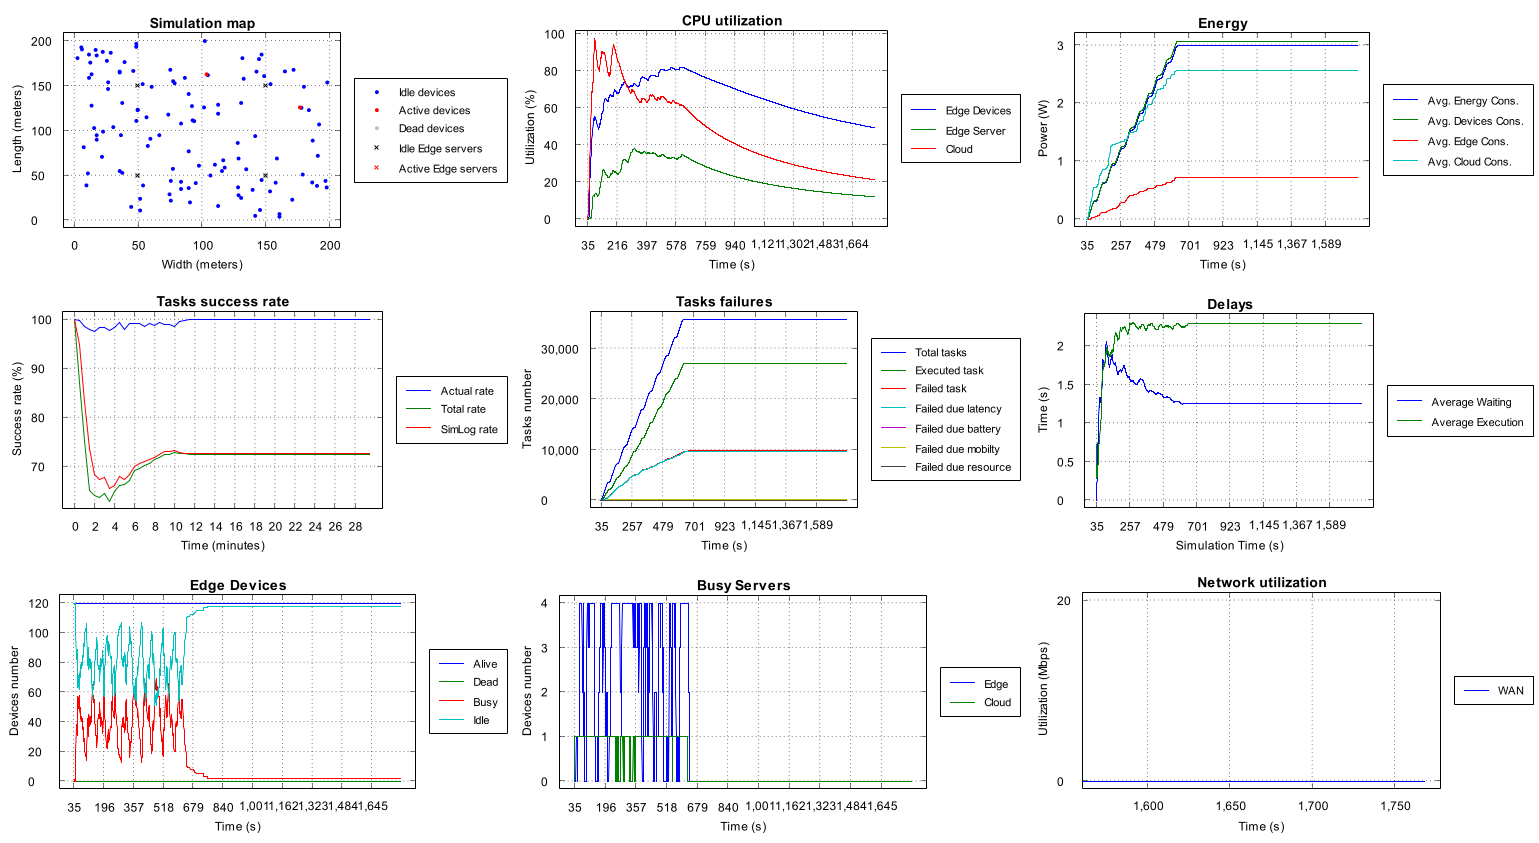 Simulation map
Length (meters)
200
150
100
50
0
0 50 100 150 200
Width (meters)
Idle devices
Active devices
Dead devices
Idle Edge servers
Active Edge servers
CPU utilization
Utilization (%)
100
80
60
40
20
0
35 216 397 578 759 940 1,121 1,302 1,483 1,664
Time (s)
Edge Devices
Edge Server
Cloud
Energy
Power (W)
3
2
1
0
35 257 479 701 923 1,145 1,367 1,589
Time (s)
Avg. Energy Cons.
Avg. Devices Cons.
Avg. Edge Cons.
Avg. Cloud Cons.
Tasks success rate
Success rate (%)
100
90
80
70
0 2 4 6 8 10 12 14 16 18 20 22 24 26 28
Time (minutes)
Actual rate
Total rate
SimLog rate
Tasks failures
Tasks number
30,000
20,000
10,000
0
35 257 479 701 923 1,145 1,367 1,589
Time (s)
Total tasks
Executed task
Failed task
Failed due latency
Failed due battery
Failed due mobilty
Failed due resource
Delays
Time (s)
2
1.5
1
0.5
0
35 257 479 701 923 1,145 1,367 1,589
Simulation Time (s)
Average Waiting
Average Execution
Edge Devices
Devices number
120
100
80
60
40
20
0
35 196 357 518 679 840 1,001 1,162 1,323 1,484 1,645
Time (s)
Alive
Dead
Busy
Idle
Busy Servers
Devices number
4
3
2
1
0
35 196 357 518 679 840 1,001 1,162 1,323 1,484 1,645
Time (s)
Edge
Cloud
Network utilization
Utilization (Mbps)
20
0
1,600 1,650 1,700 1,750
Time (s)
WAN